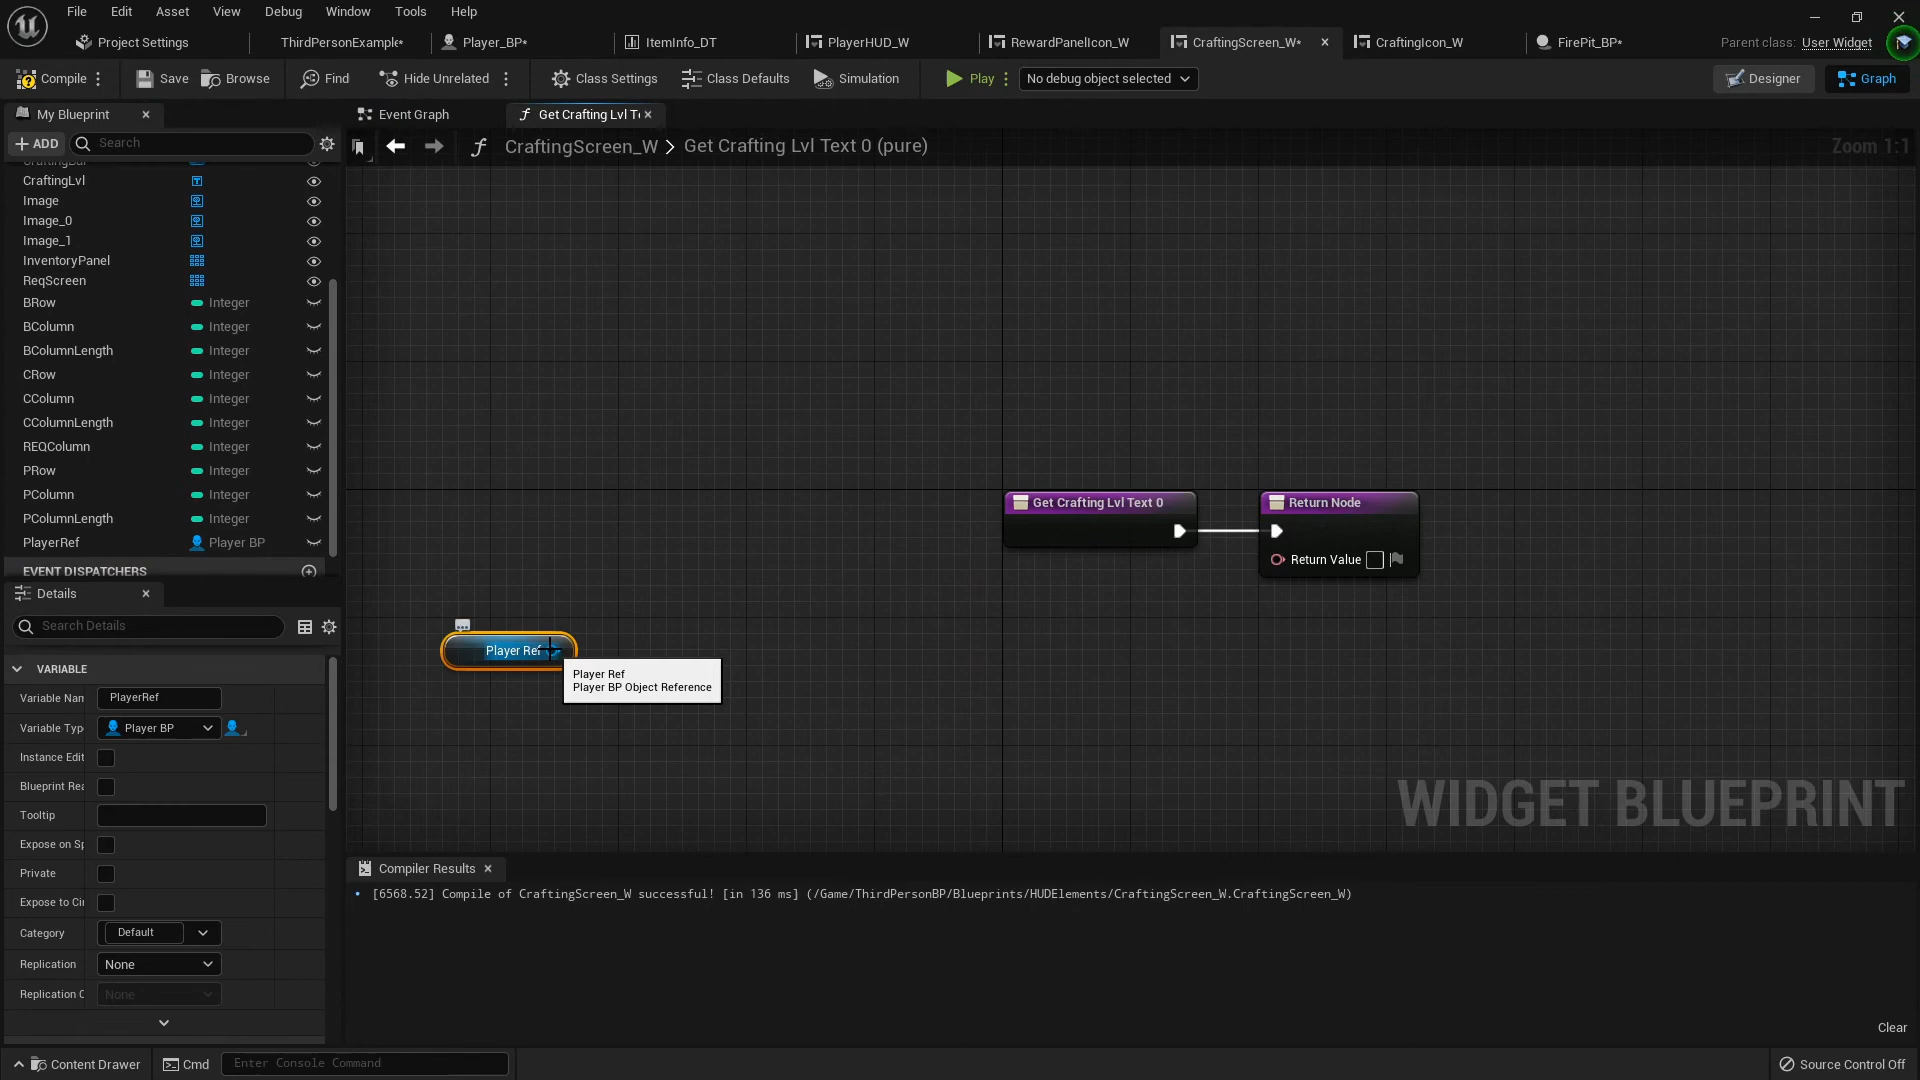 File Edit Asset View Debug Window Tools Help
Project Settings ThirdPersonExample* Player_BP* ItemInfo_DT PlayerHUD_W RewardPanelIcon_W CraftingScreen_W* CraftingIcon_W FirePit_BP* Parent class: User Widget
Compile Save Browse Find Hide Unrelated Class Settings Class Defaults Simulation Play No debug object selected Designer Graph
My Blueprint Event Graph Get Crafting Lvl Te
ADD Search CraftingScreen_W > Get Crafting Lvl Text 0 (pure) Zoom 1:1
CraftingLvl
Image
Image_0
Image_1
InventoryPanel
ReqScreen
BRow Integer
BColumn Integer
BColumnLength Integer
CRow Integer
CColumn Integer
CColumnLength Integer
REQColumn Integer
PRow Integer
PColumn Integer
PColumnLength Integer
PlayerRef Player BP
EVENT DISPATCHERS
Get Crafting Lvl Text 0
Return Node
Return Value
Player Ref
Player Ref
Player BP Object Reference
WIDGET BLUEPRINT
Details
Search Details
VARIABLE
Variable Nam PlayerRef
Variable Typ Player BP
Instance Edit
Blueprint Rea
Tooltip
Expose on Sp
Private
Expose to Cin
Category Default
Replication None
Replication C None
Compiler Results
[6568.52] Compile of CraftingScreen_W successful! [in 136 ms] (/Game/ThirdPersonBP/Blueprints/HUDElements/CraftingScreen_W.CraftingScreen_W)
Clear
Content Drawer Cmd Enter Console Command Source Control Off